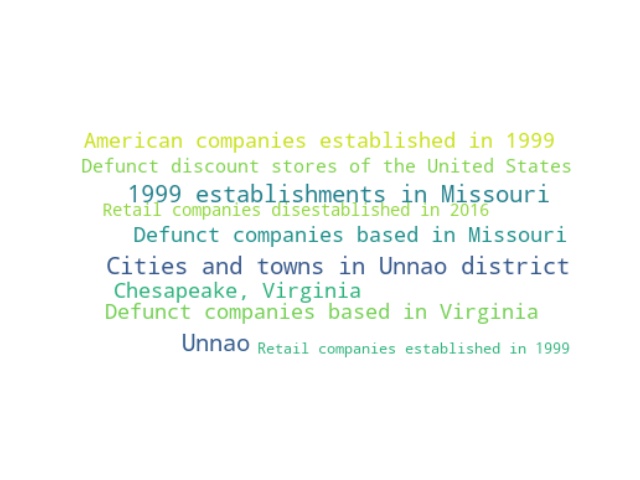 American companies established in 1999
Defunct discount stores of the United States
1999 establishments in Missouri
Retail companies disestablished in 2016
Defunct companies based in Missouri
Cities and towns in Unnao district
Chesapeake, Virginia
Defunct companies based in Virginia
Unnao
Retail companies established in 1999